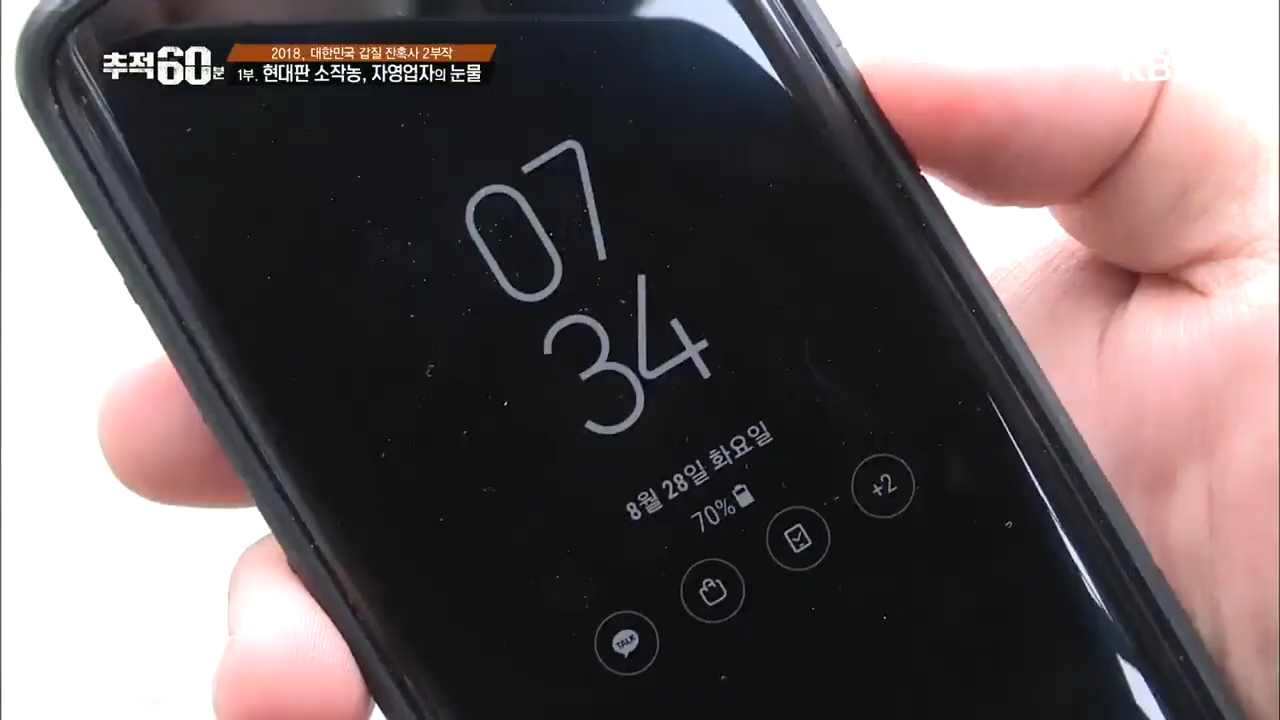 추적60분
2018, 대한민국 갑질 잔혹사 2부작
1부. 현대판 소작농, 자영업자의 눈물
KB
07
34
8월 28일 화요일
70%
+2
TALK